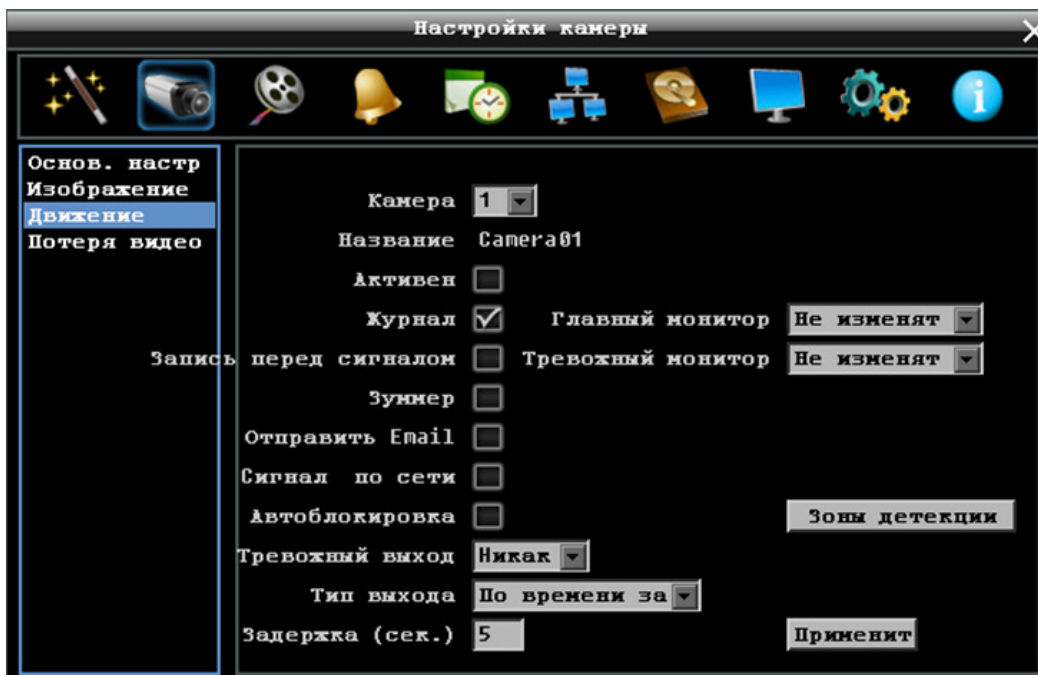 Настройки камеры
Основ. настр
Изображение
Движение
Потеря видео
Камера 1
Название Camera01
Активен
Журнал Главный монитор Не изменят
Запись перед сигналом Тревожный монитор Не изменят
Зуммер
Отправить Email
Сигнал по сети
Автоблокировка Зоны детекции
Тревожный выход Никак
Тип выхода По времени за
Задержка (сек.) 5 Применит